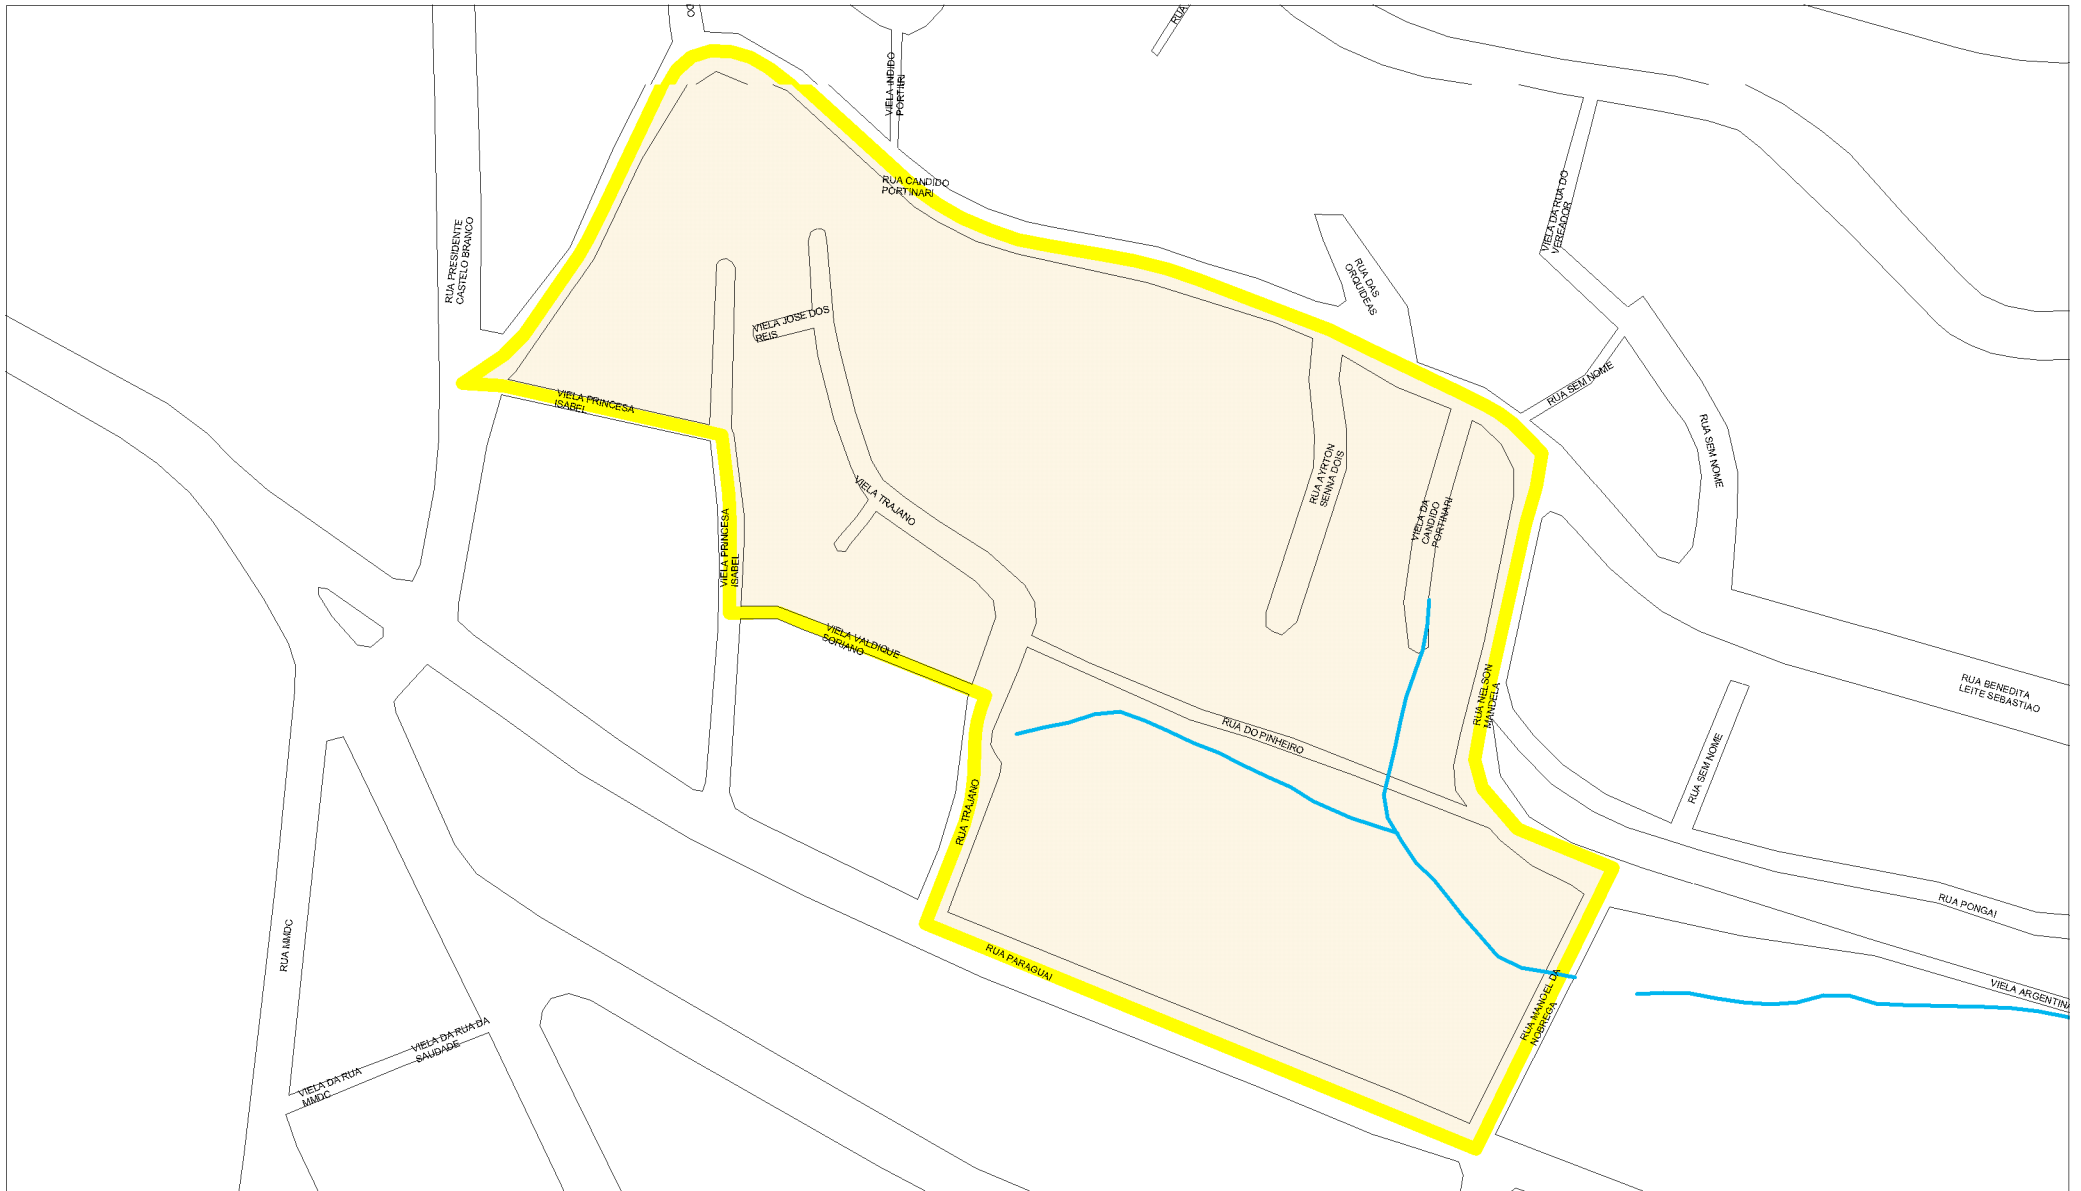 DO
RUA
VIELA INDIDO
PORTIIRI
RUA CANDIDO
PORTINARI
VIELA DA RUA DO
VEREADOR
RUA PRESIDENTE
CASTELO BRANCO
RUA DAS
ORQUIDEAS
VIELA JOSE DOS
REIS
VIELA PRINCESA
ISABEL
RUA SEM NOME
RUA SEM NOME
RUA AYRTON
SENNA DOIS
VIELA TRAJANO
VIELA DA
CANDIDO
PORTINARI
VIELA PRINCESA
ISABEL
VIELA VALDIQUE
SORIANO
RUA NELSON
MANDELA
RUA BENEDITA
LEITE SEBASTIAO
RUA DO PINHEIRO
RUA SEM NOME
RUA TRAJANO
RUA PONGAI
RUA MMDC
RUA PARAGUAI
RUA MANOEL DA
NOBREGA
VIELA ARGENTINA
VIELA DA RUA DA
SAUDADE
VIELA DA RUA
MMDC